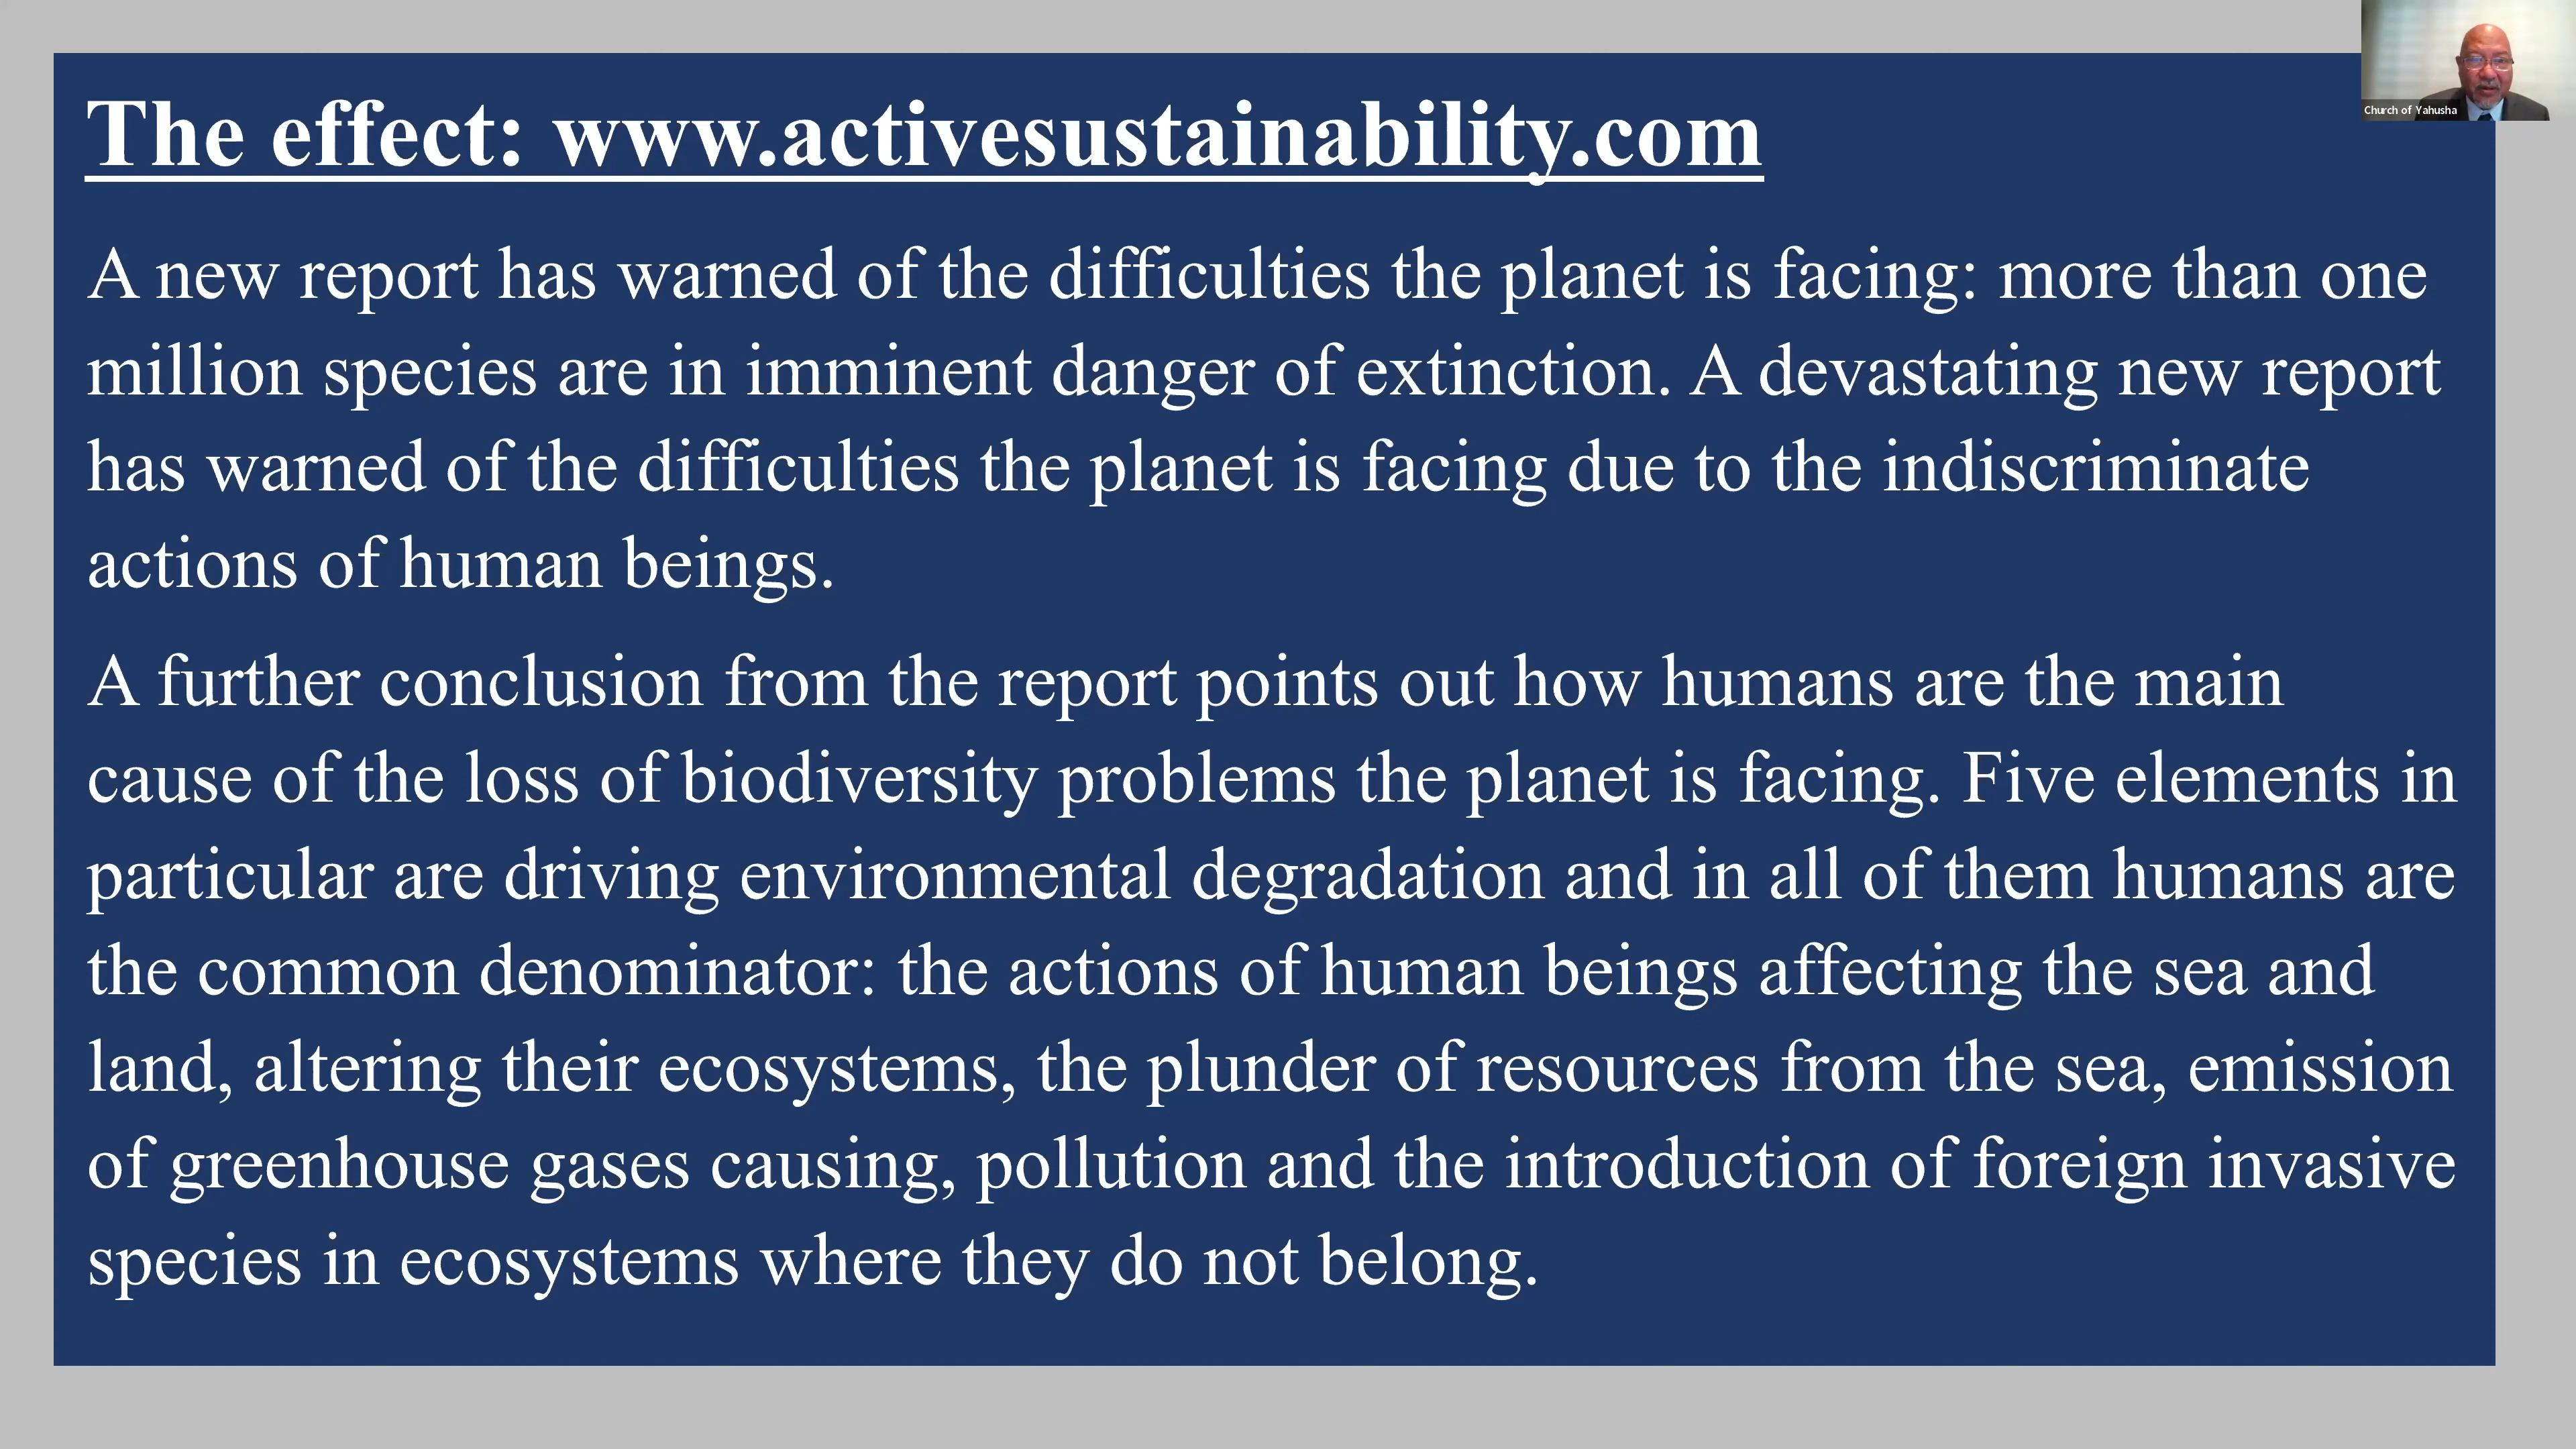 The effect: www.activesustainability.com
Church of Yahusha
A new report has warned of the difficulties the planet is facing: more than one
million species are in imminent danger of extinction. A devastating new report
has warned of the difficulties the planet is facing due to the indiscriminate
actions of human beings.
A further conclusion from the report points out how humans are the main
cause of the loss of biodiversity problems the planet is facing. Five elements in
particular are driving environmental degradation and in all of them humans are
the common denominator: the actions of human beings affecting the sea and
land, altering their ecosystems, the plunder of resources from the sea, emission
of greenhouse gases causing, pollution and the introduction of foreign invasive
species in ecosystems where they do not belong.